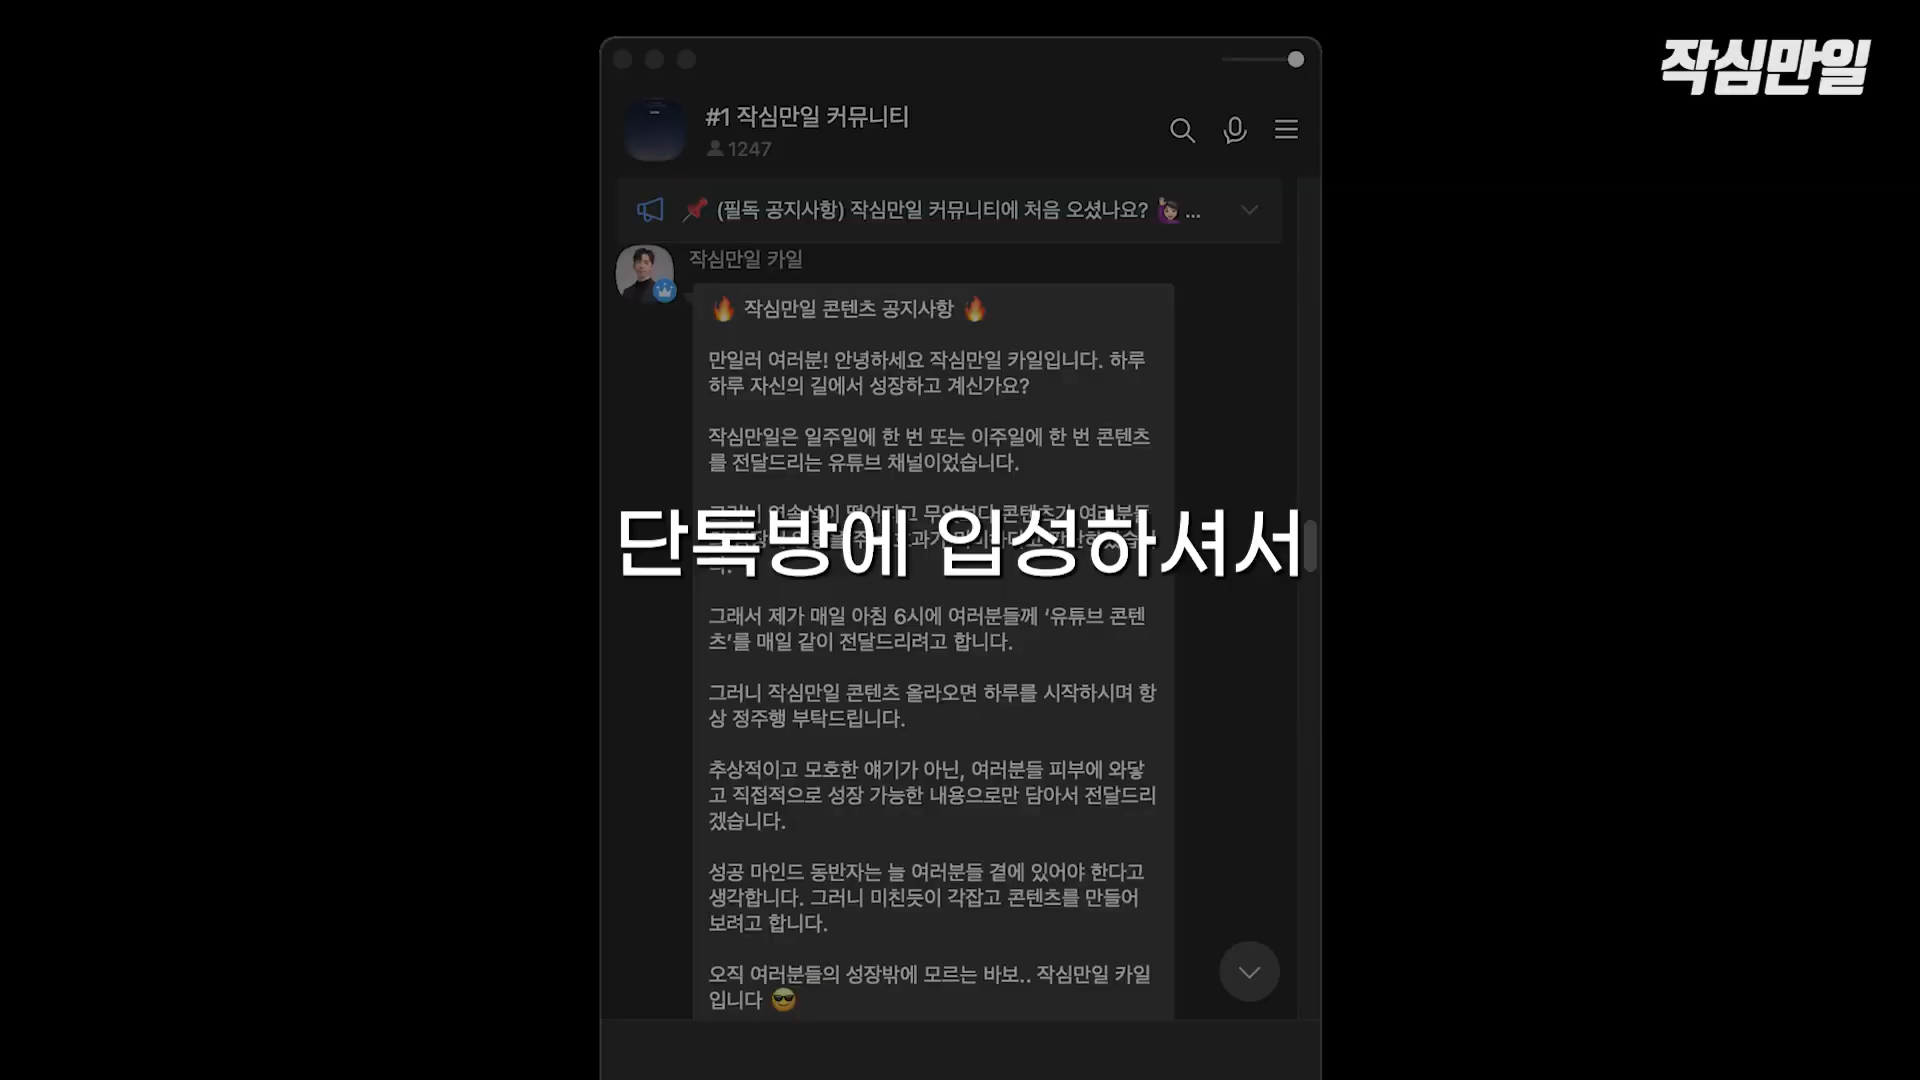 작심만일
#1 작심만일 커뮤니티
1247
(필독 공지사항) 작심만일 커뮤니티에 처음 오셨나요? ...
작심만일 카일
작심만일 콘텐츠 공지사항
만일러 여러분! 안녕하세요 작심만일 카일입니다. 하루
하루 자신의 길에서 성장하고 계신가요?
작심만일은 일주일에 한 번 또는 이주일에 한 번 콘텐츠
를 전달드리는 유튜브 채널이었습니다.
단톡방에 입성하셔서
그래서 제가 매일 아침 6시에 여러분들께 ‘유튜브 콘텐
츠’를 매일 같이 전달드리려고 합니다.
그러니 작심만일 콘텐츠 올라오면 하루를 시작하시며 항
상 정주행 부탁드립니다.
추상적이고 모호한 얘기가 아닌, 여러분들 피부에 와닿
고 직접적으로 성장 가능한 내용으로만 담아서 전달드리
겠습니다.
성공 마인드 동반자는 늘 여러분들 곁에 있어야 한다고
생각합니다. 그러니 미친듯이 각잡고 콘텐츠를 만들어
보려고 합니다.
오직 여러분들의 성장밖에 모르는 바보.. 작심만일 카일
입니다